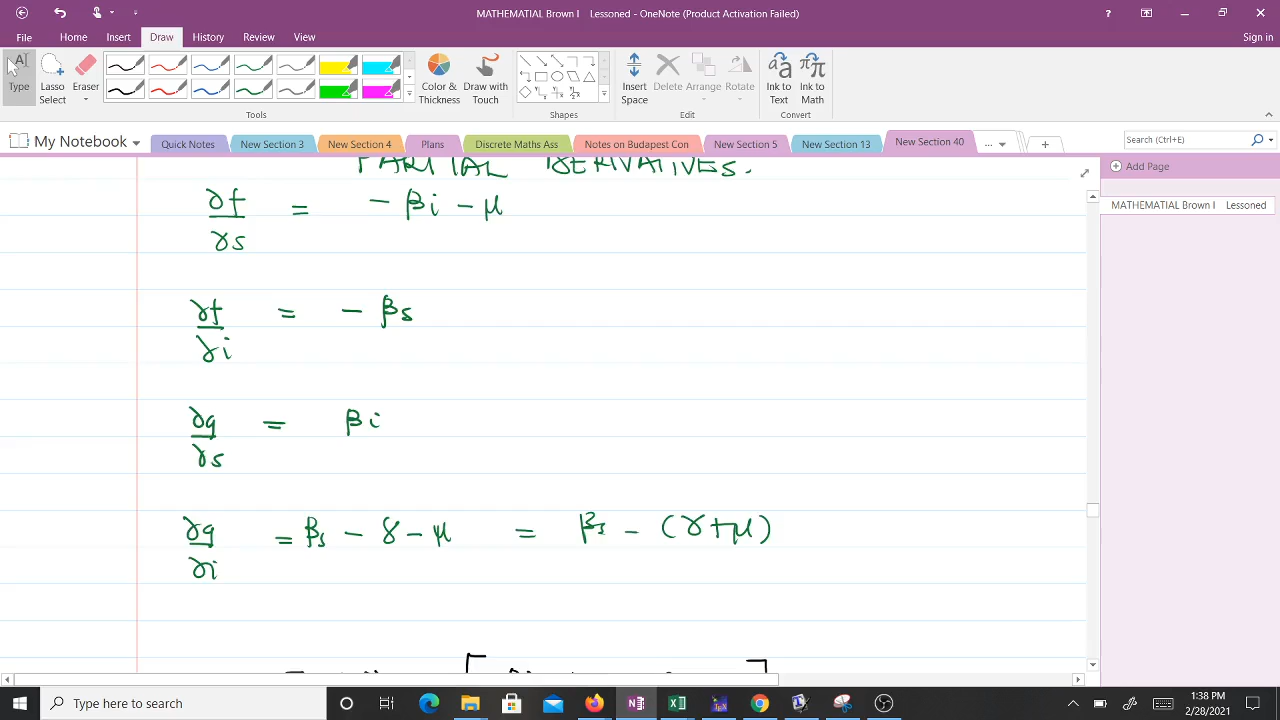 MATHEMATIAL Brown I Lessoned - OneNote (Product Activation Failed)
Sign in
File Home Insert Draw History Review View
Type
Lasso Select
Eraser
Color & Thickness
Draw with Touch
Insert Space
Delete
Arrange
Rotate
Ink to Text
Ink to Math
Tools
Shapes
Edit
Convert
My Notebook
Quick Notes
New Section 3
New Section 4
Plans
Discrete Maths Ass
Notes on Budapest Con
New Section 5
New Section 13
New Section 40
...
Search (Ctrl+E)
Add Page
MATHEMATIAL Brown I Lessoned
PARTIAL DERIVATIVES.
∂f/∂s = - βi - μ
∂f/∂i = - βs
∂g/∂s = βi
∂g/∂i = βs - γ - μ = βs - (γ+μ)
Type here to search
1:38 PM
2/28/2021